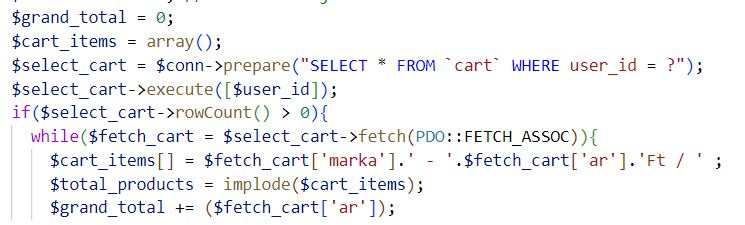 $grand_total = 0;
$cart_items = array();
$select_cart = $conn->prepare("SELECT * FROM `cart` WHERE user_id = ?");
$select_cart->execute([$user_id]);
if($select_cart->rowCount() > 0){
while($fetch_cart = $select_cart->fetch(PDO::FETCH_ASSOC)){
$cart_items[] = $fetch_cart['marka'].' - '.$fetch_cart['ar'].'Ft / ' ;
$total_products = implode($cart_items);
$grand_total += ($fetch_cart['ar']);